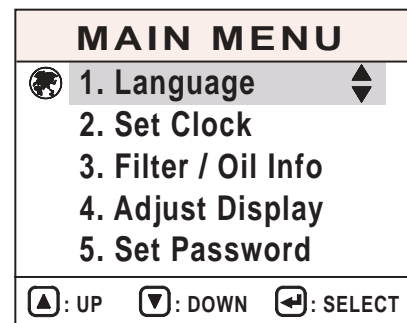 MAIN MENU
1. Language
2. Set Clock
3. Filter / Oil Info
4. Adjust Display
5. Set Password
: UP : DOWN : SELECT